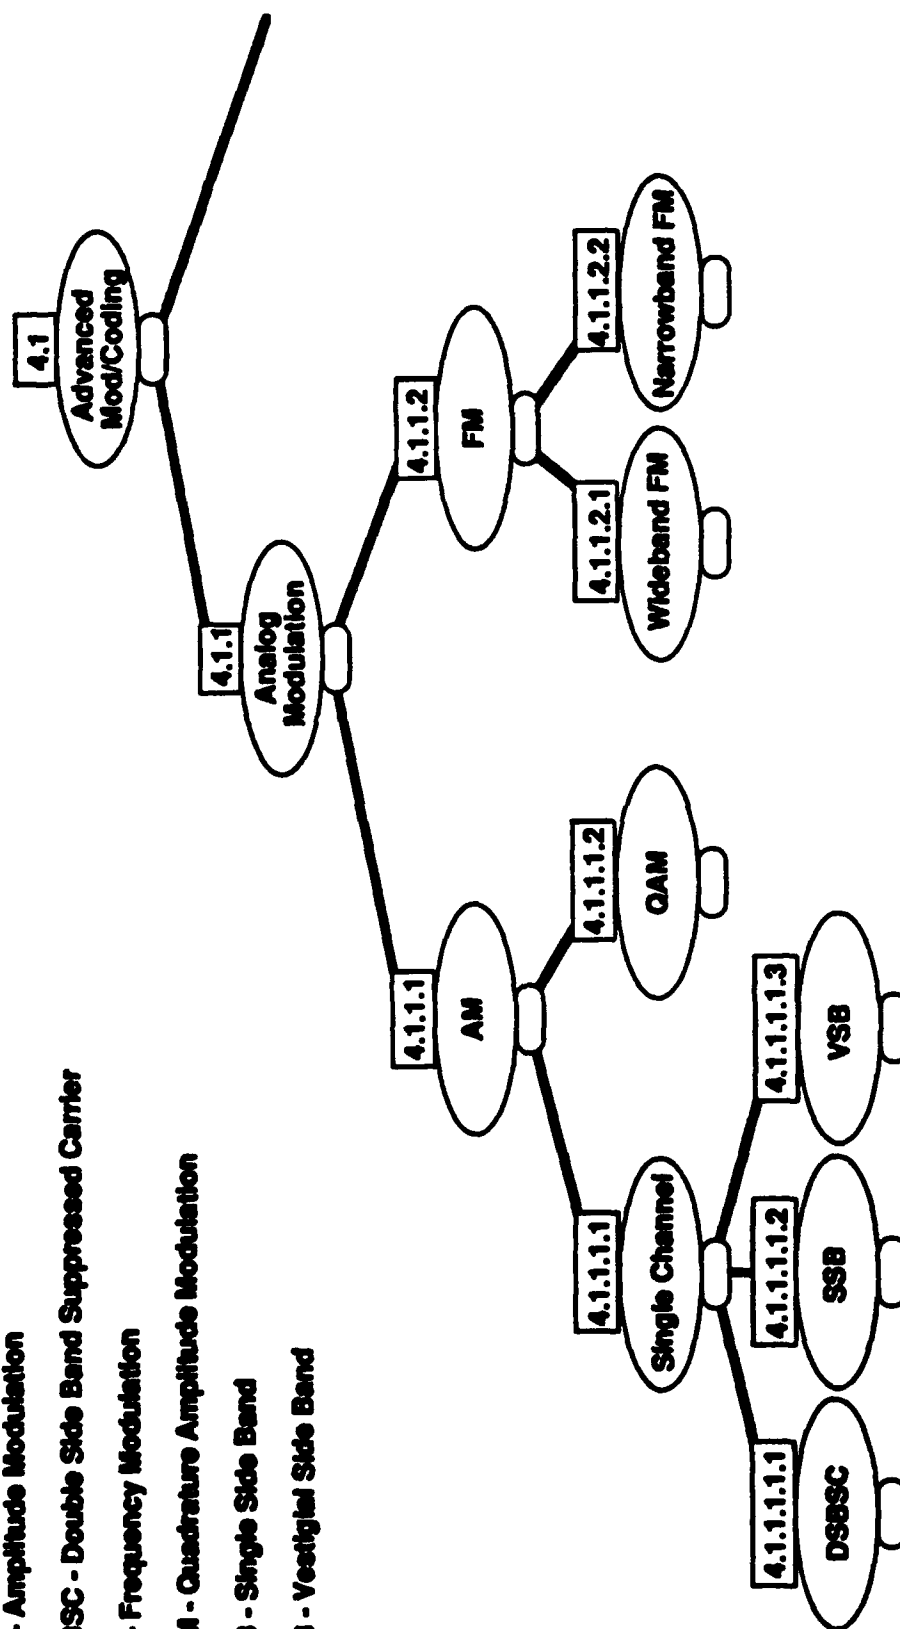 4.1
Advanced
Mod/Coding
4.1.1
Analog
Modulation
4.1.1.1
AM
4.1.1.2
FM
4.1.1.1.1
Single Channel
4.1.1.1.2
QAM
4.1.1.2.1
Wideband FM
4.1.1.2.2
Narrowband FM
4.1.1.1.1.1
DSBSC
4.1.1.1.1.2
SSB
4.1.1.1.1.3
VSB
- Amplitude Modulation
SC - Double Side Band Suppressed Carrier
- Frequency Modulation
M - Quadrature Amplitude Modulation
B - Single Side Band
B - Vestigial Side Band